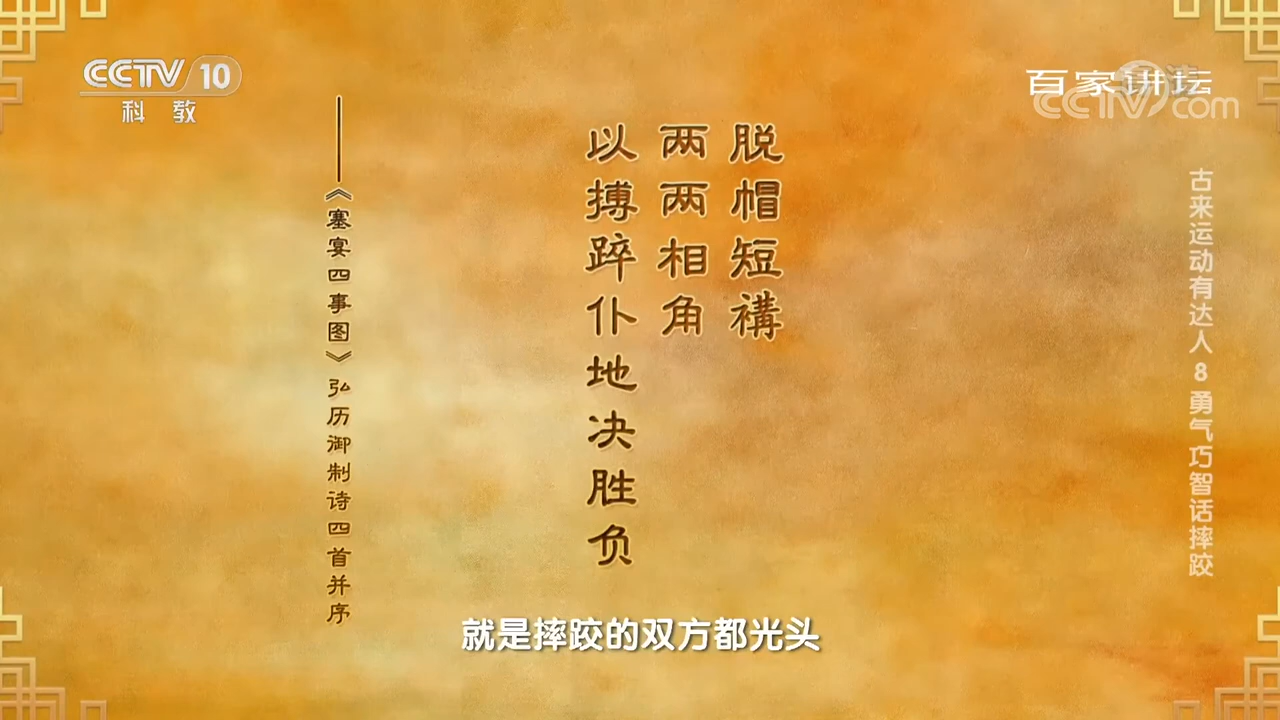 CCTV 10
科教
百家讲坛
CCTV.com
古来运动有达人 8 勇气巧智话摔跤
脱帽短褠
两两相角
以搏踤仆地决胜负
——《塞宴四事图》弘历御制诗四首并序
就是摔跤的双方都光头